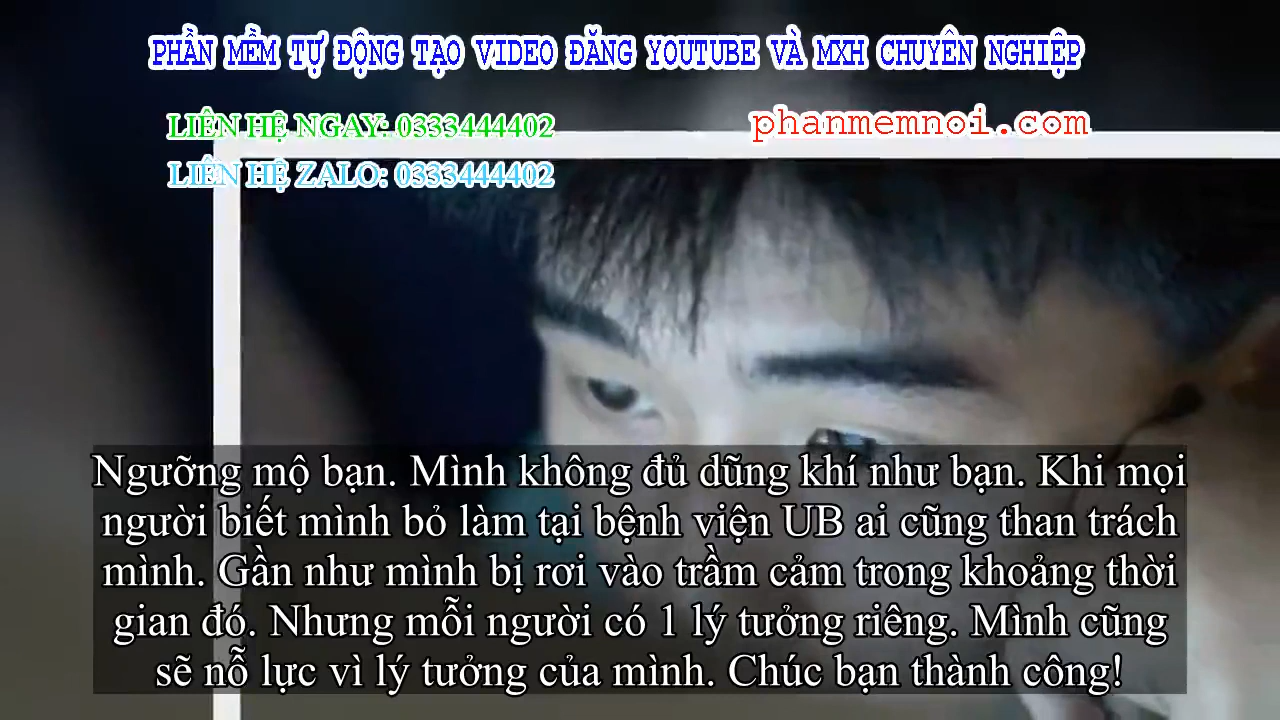 PHẦN MỀM TỰ ĐỘNG TẠO VIDEO ĐĂNG YOUTUBE VÀ MXH CHUYÊN NGHIỆP
LIÊN HỆ NGAY: 0333444402
phanmemnoi.com
LIÊN HỆ ZALO: 0333444402
Ngưỡng mộ bạn. Mình không đủ dũng khí như bạn. Khi mọi
người biết mình bỏ làm tại bệnh viện UB ai cũng than trách
mình. Gần như mình bị rơi vào trầm cảm trong khoảng thời
gian đó. Nhưng mỗi người có 1 lý tưởng riêng. Mình cũng
sẽ nỗ lực vì lý tưởng của mình. Chúc bạn thành công!